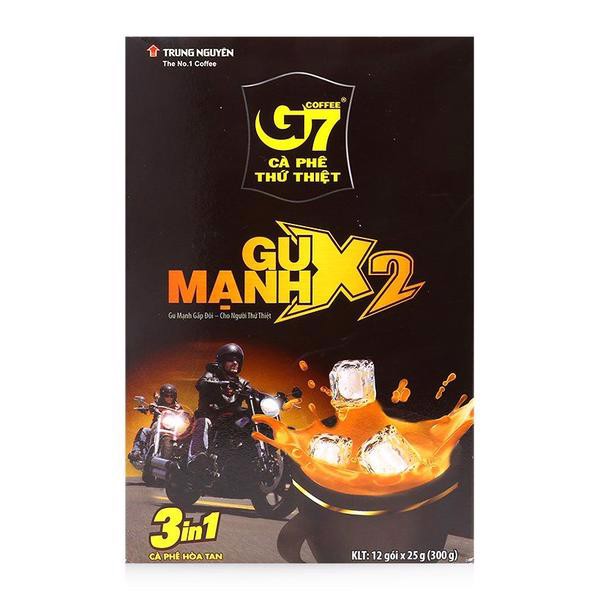 TRUNG NGUYÊN
The No.1 Coffee
G7
COFFEE®
CÀ PHÊ
THỨ THIỆT
GU
MẠNH X2
Gu Mạnh Gấp Đôi – Cho Người Thứ Thiệt
3in1
CÀ PHÊ HÒA TAN
KLT: 12 gói x 25 g (300 g)